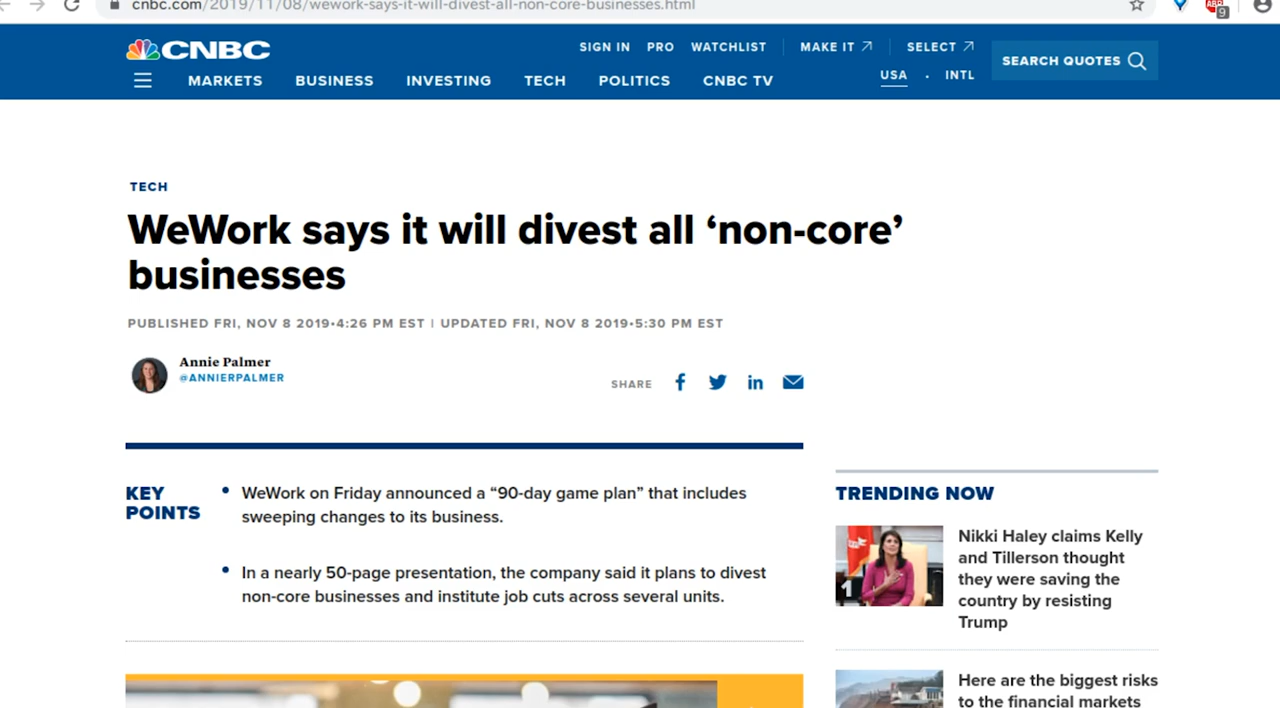 cnbc.com/2019/11/08/wework-says-it-will-divest-all-non-core-businesses.html
ABP
9
CNBC
SIGN IN PRO WATCHLIST MAKE IT SELECT
SEARCH QUOTES
MARKETS BUSINESS INVESTING TECH POLITICS CNBC TV
USA · INTL
TECH
WeWork says it will divest all ‘non-core’
businesses
PUBLISHED FRI, NOV 8 2019•4:26 PM EST | UPDATED FRI, NOV 8 2019•5:30 PM EST
Annie Palmer
@ANNIERPALMER
SHARE
KEY
POINTS
• WeWork on Friday announced a “90-day game plan” that includes
sweeping changes to its business.
• In a nearly 50-page presentation, the company said it plans to divest
non-core businesses and institute job cuts across several units.
TRENDING NOW
1
Nikki Haley claims Kelly
and Tillerson thought
they were saving the
country by resisting
Trump
Here are the biggest risks
to the financial markets